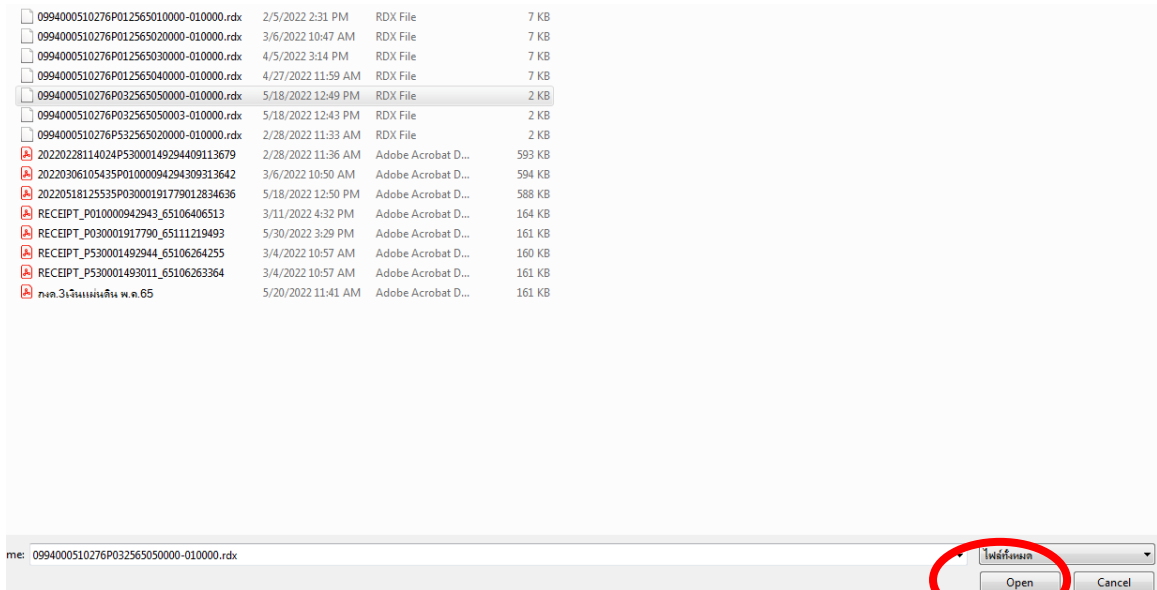 0994000510276P012565010000-010000.rdx 2/5/2022 2:31 PM RDX File 7 KB
0994000510276P012565020000-010000.rdx 3/6/2022 10:47 AM RDX File 7 KB
0994000510276P012565030000-010000.rdx 4/5/2022 3:14 PM RDX File 7 KB
0994000510276P012565040000-010000.rdx 4/27/2022 11:59 AM RDX File 7 KB
0994000510276P032565050000-010000.rdx 5/18/2022 12:49 PM RDX File 2 KB
0994000510276P032565050003-010000.rdx 5/18/2022 12:43 PM RDX File 2 KB
0994000510276P532565020000-010000.rdx 2/28/2022 11:33 AM RDX File 2 KB
20220228114024P53000149294409113679 2/28/2022 11:36 AM Adobe Acrobat D... 593 KB
20220306105435P01000094294309313642 3/6/2022 10:50 AM Adobe Acrobat D... 594 KB
20220518125535P03000191779012834636 5/18/2022 12:50 PM Adobe Acrobat D... 588 KB
RECEIPT_P010000942943_65106406513 3/11/2022 4:32 PM Adobe Acrobat D... 164 KB
RECEIPT_P030001917790_65111219493 5/30/2022 3:29 PM Adobe Acrobat D... 161 KB
RECEIPT_P530001492944_65106264255 3/4/2022 10:57 AM Adobe Acrobat D... 160 KB
RECEIPT_P530001493011_65106263364 3/4/2022 10:57 AM Adobe Acrobat D... 161 KB
ภงด.3เงินแผ่นดิน พ.ค.65 5/20/2022 11:41 AM Adobe Acrobat D... 161 KB
me: 0994000510276P032565050000-010000.rdx ไฟล์ทั้งหมด
Open Cancel